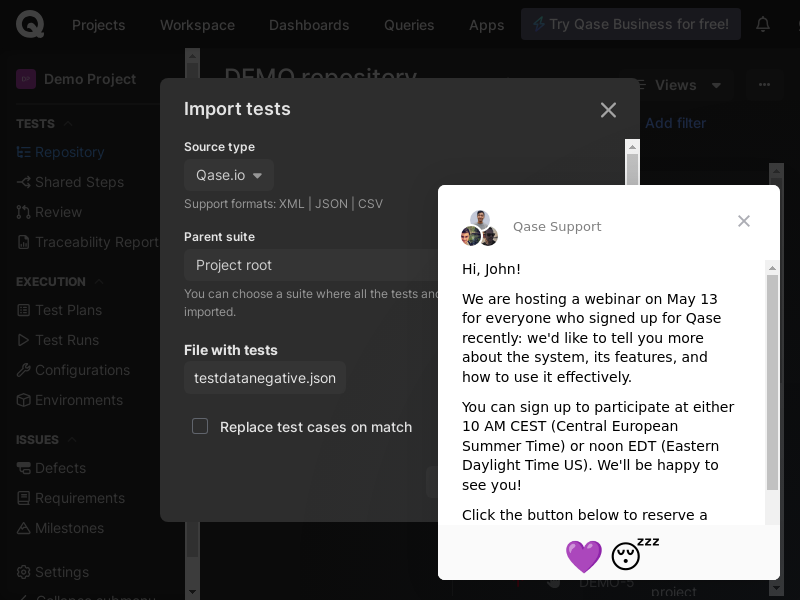 Projects
Workspace
Dashboards
Queries
Apps
Try Qase Business for free!
Demo Project
DEMO repository
Views
Add filter
TESTS
Repository
Shared Steps
Review
Traceability Report
EXECUTION
Test Plans
Test Runs
Configurations
Environments
ISSUES
Defects
Requirements
Milestones
Settings
Collapse submenu
Import tests
Source type
Qase.io
Support formats: XML | JSON | CSV
Parent suite
Project root
You can choose a suite where all the tests and
imported.
File with tests
testdatanegative.json
Replace test cases on match
Qase Support
Hi, John!
We are hosting a webinar on May 13
for everyone who signed up for Qase
recently: we'd like to tell you more
about the system, its features, and
how to use it effectively.
You can sign up to participate at either
10 AM CEST (Central European
Summer Time) or noon EDT (Eastern
Daylight Time US). We'll be happy to
see you!
Click the button below to reserve a
DEMO-5
project